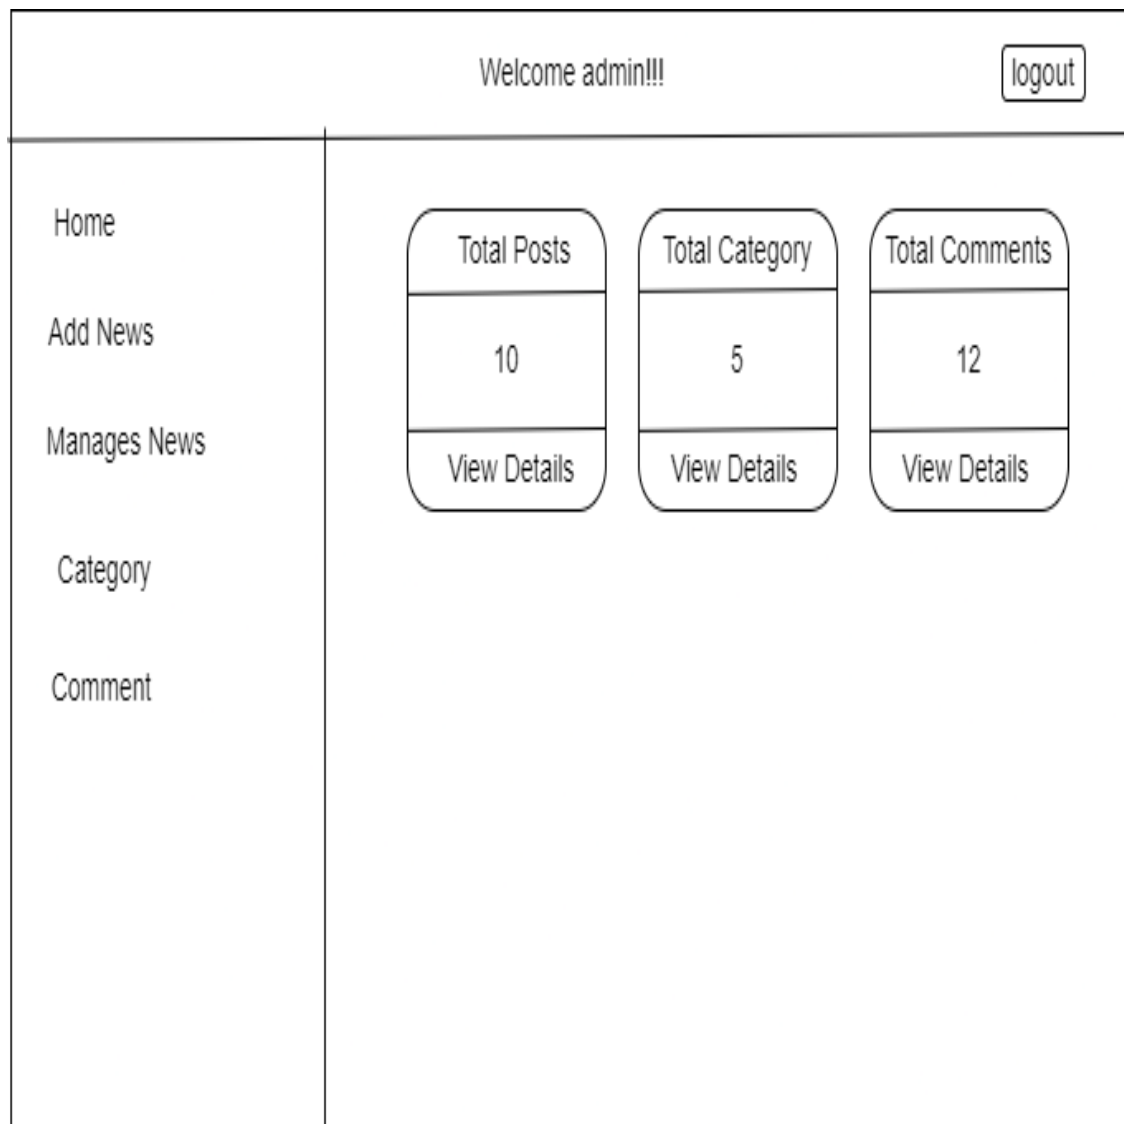 Welcome admin!!!
logout
Home
Add News
Manages News
Category
Comment
Total Posts
10
View Details
Total Category
5
View Details
Total Comments
12
View Details